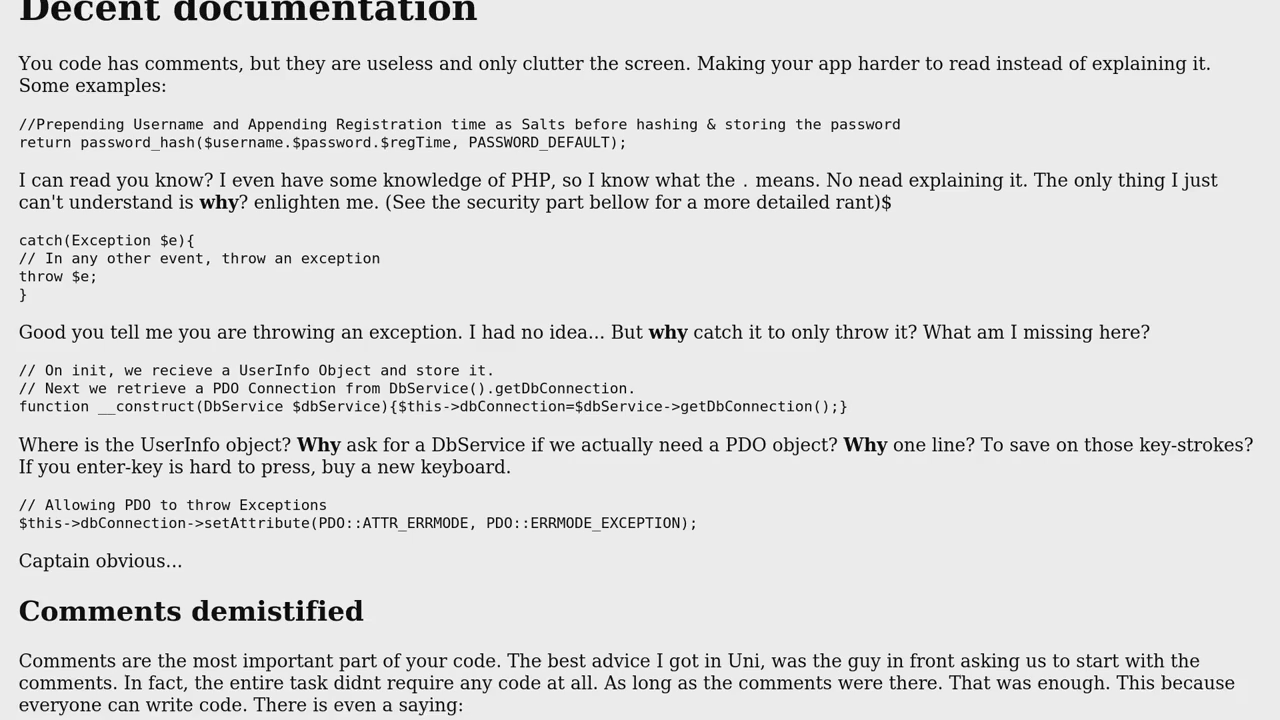 Decent documentation
You code has comments, but they are useless and only clutter the screen. Making your app harder to read instead of explaining it.
Some examples:
//Prepending Username and Appending Registration time as Salts before hashing & storing the password
return password_hash($username.$password.$regTime, PASSWORD_DEFAULT);
I can read you know? I even have some knowledge of PHP, so I know what the . means. No nead explaining it. The only thing I just
can't understand is why? enlighten me. (See the security part bellow for a more detailed rant)$
catch(Exception $e){
// In any other event, throw an exception
throw $e;
}
Good you tell me you are throwing an exception. I had no idea... But why catch it to only throw it? What am I missing here?
// On init, we recieve a UserInfo Object and store it.
// Next we retrieve a PDO Connection from DbService().getDbConnection.
function __construct(DbService $dbService){$this->dbConnection=$dbService->getDbConnection();}
Where is the UserInfo object? Why ask for a DbService if we actually need a PDO object? Why one line? To save on those key-strokes?
If you enter-key is hard to press, buy a new keyboard.
// Allowing PDO to throw Exceptions
$this->dbConnection->setAttribute(PDO::ATTR_ERRMODE, PDO::ERRMODE_EXCEPTION);
Captain obvious...
Comments demistified
Comments are the most important part of your code. The best advice I got in Uni, was the guy in front asking us to start with the
comments. In fact, the entire task didnt require any code at all. As long as the comments were there. That was enough. This because
everyone can write code. There is even a saying: